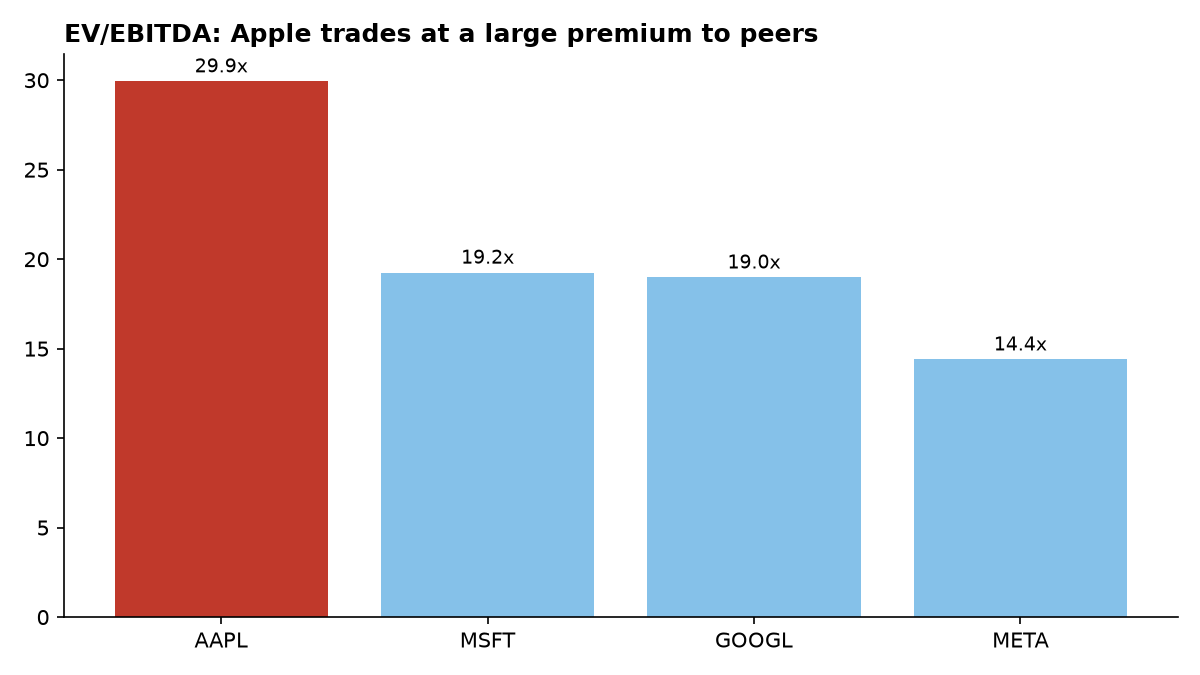 EV/EBITDA: Apple trades at a large premium to peers
29.9x
19.2x
19.0x
14.4x
30
25
20
15
10
5
0
AAPL MSFT GOOGL META